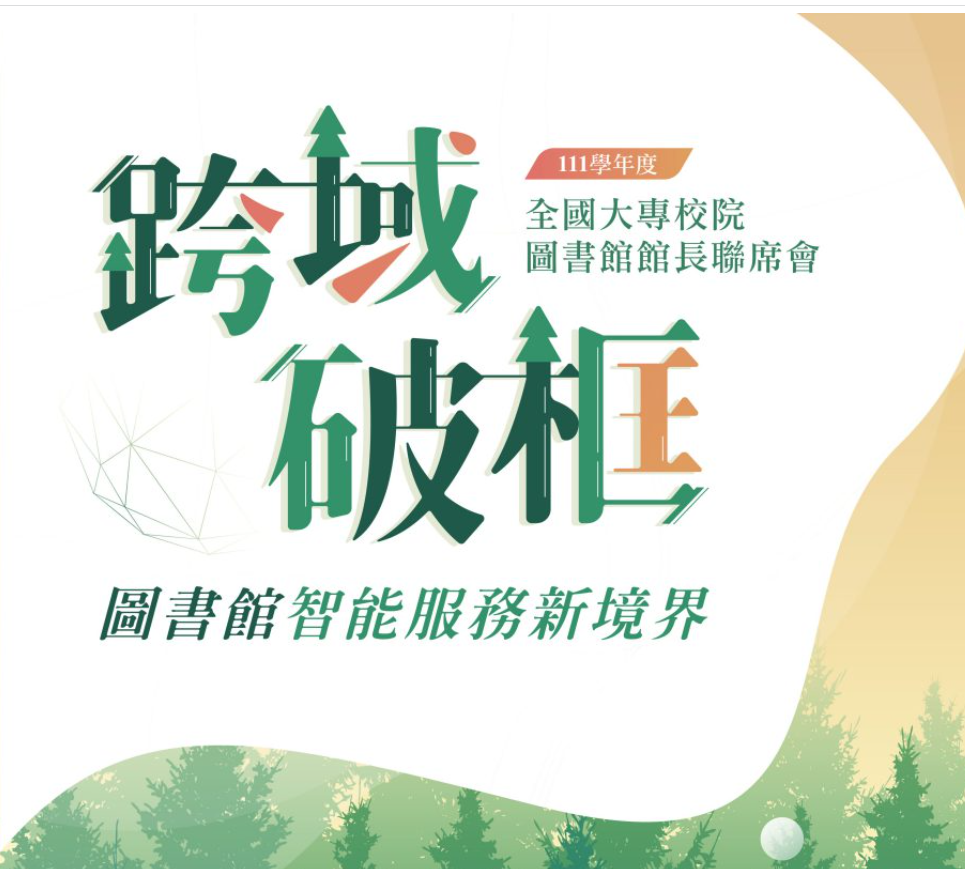 跨域
111學年度
全國大專校院
圖書館館長聯席會
破框
圖書館智能服務新境界